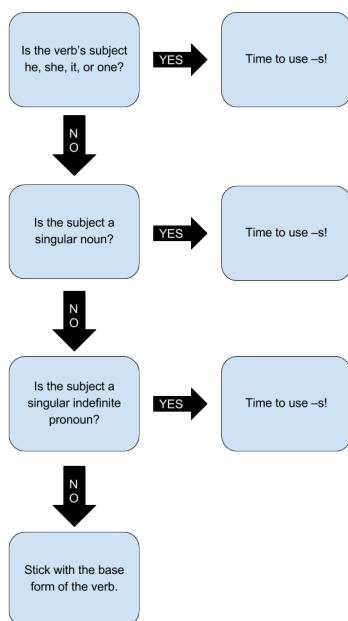 Is the verb’s subject
he, she, it, or one?
YES
Time to use –s!
N
O
Is the subject a
singular noun?
YES
Time to use –s!
N
O
Is the subject a
singular indefinite
pronoun?
YES
Time to use –s!
N
O
Stick with the base
form of the verb.